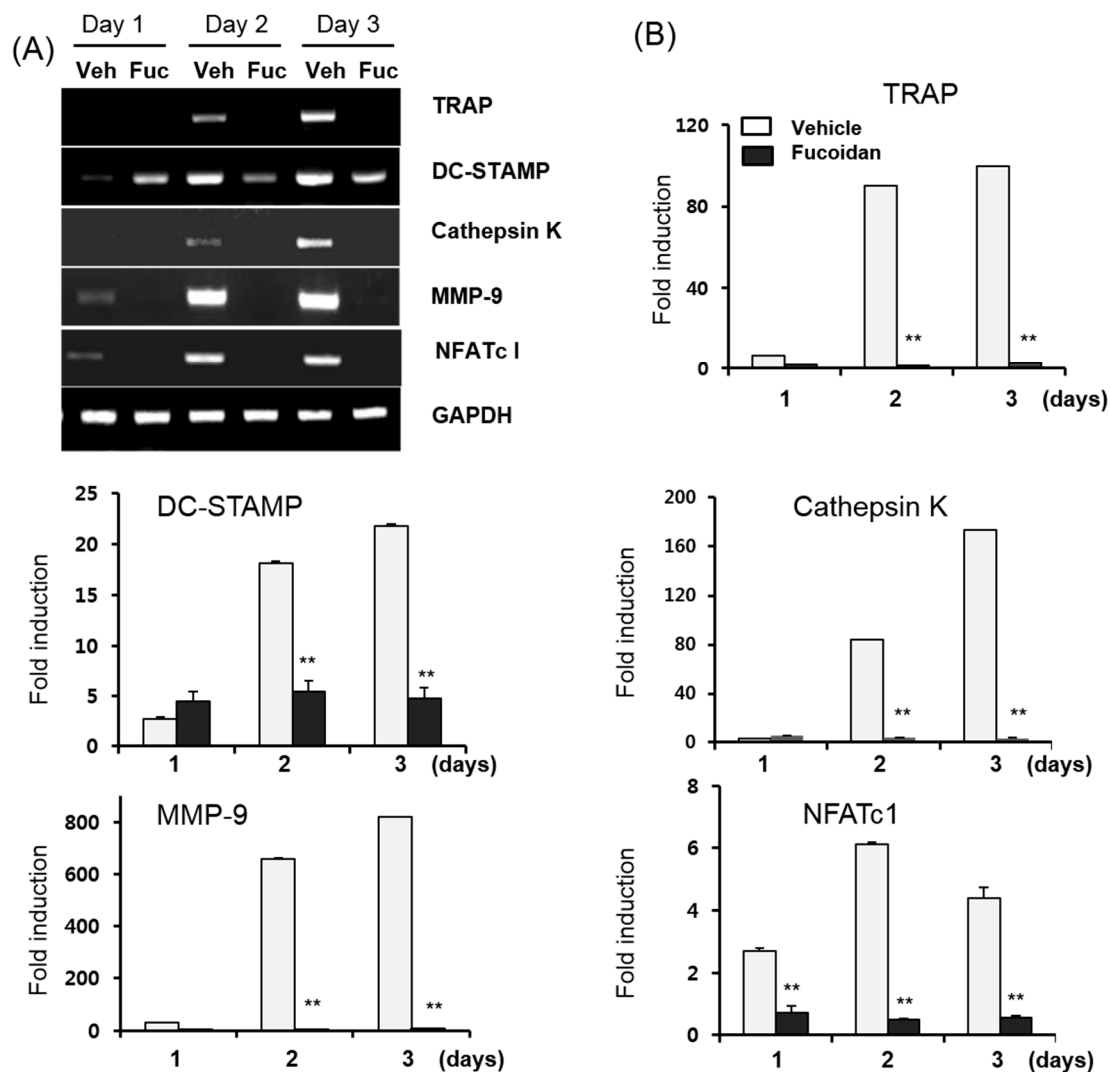 (A)
Day 1 Day 2 Day 3
Veh Fuc Veh Fuc Veh Fuc
TRAP
DC-STAMP
Cathepsin K
MMP-9
NFATc I
GAPDH
(B)
TRAP
Vehicle
Fucoidan
Fold induction
120
80
40
0
** **
1 2 3 (days)
DC-STAMP
Fold induction
25
20
15
10
5
0
** **
1 2 3 (days)
Cathepsin K
Fold induction
200
160
120
80
40
0
** **
1 2 3 (days)
MMP-9
Fold induction
800
600
400
200
0
** **
1 2 3 (days)
NFATc1
Fold induction
8
6
4
2
0
** ** **
1 2 3 (days)